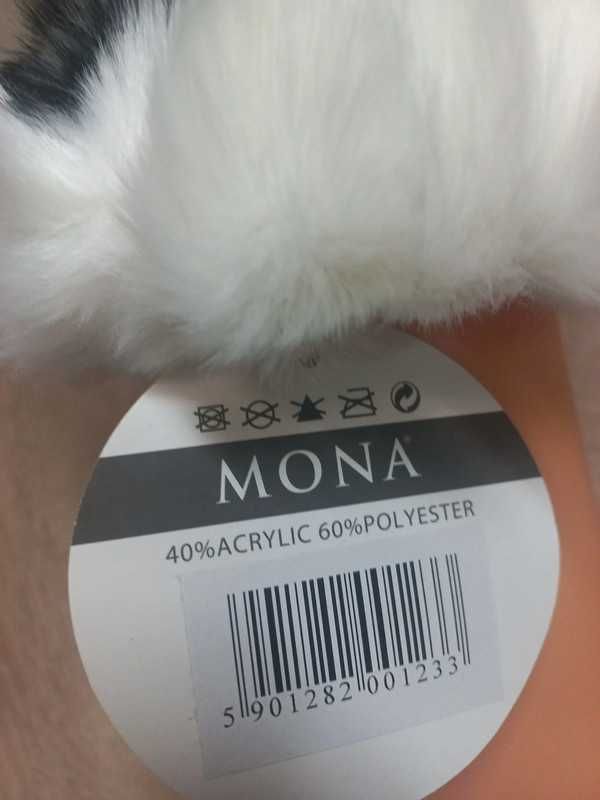 MONA
40%ACRYLIC 60%POLYESTER
5 901282 001233